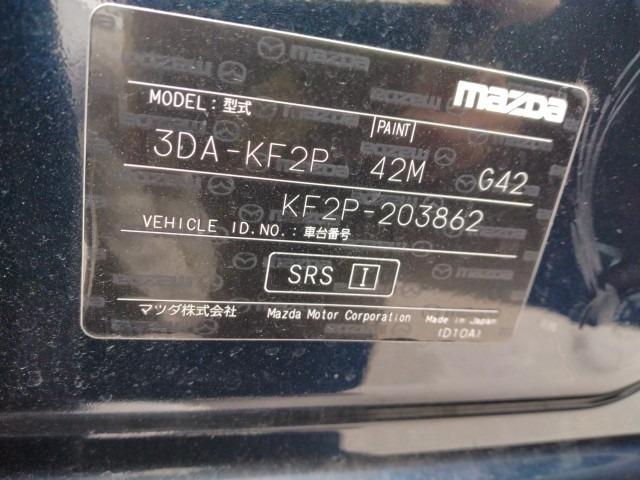 mazda
MODEL : 型式 PAINT
3DA-KF2P 42M G42
KF2P-203862
VEHICLE ID.NO. : 車台番号
SRS I
マツダ株式会社 Mazda Motor Corporation Made in Japan
(D10A)